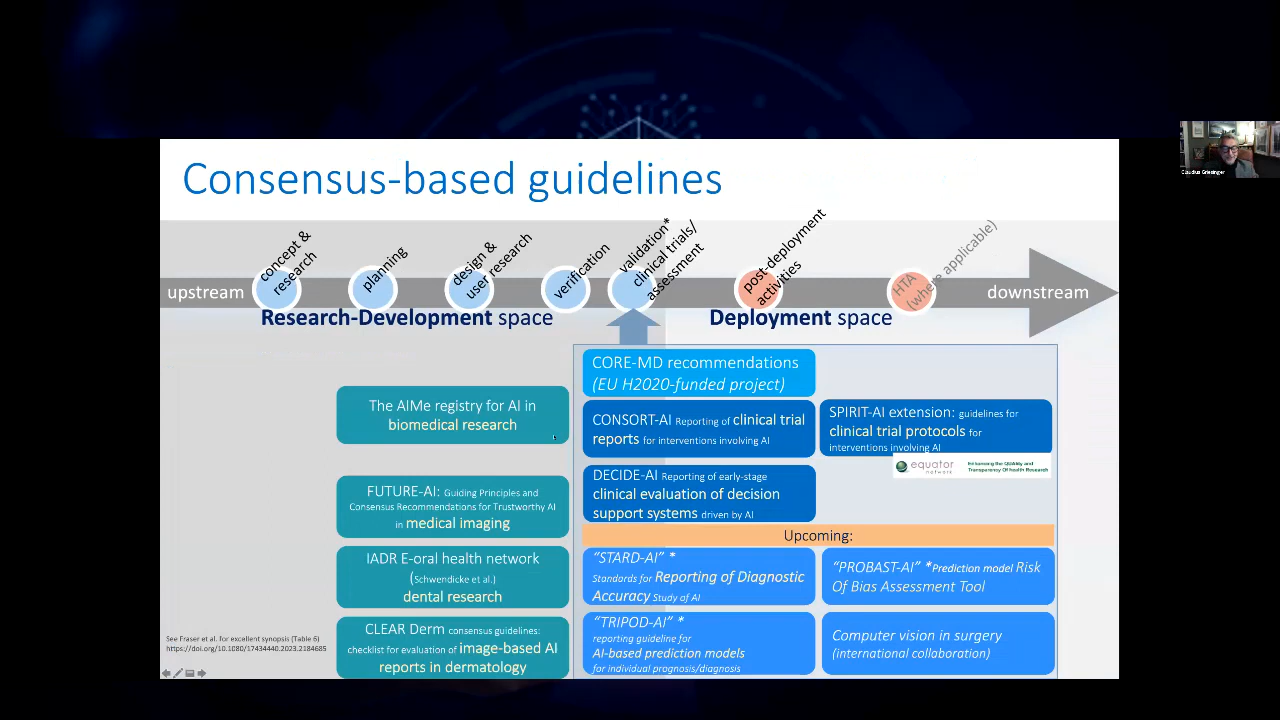 Consensus-based guidelines
upstream
concept &
research
planning
design &
user research
verification
validation*
clinical trials/
assessment
post-deployment
activities
HTA
(where applicable)
downstream
Research-Development space
Deployment space
The AIMe registry for AI in
biomedical research
FUTURE-AI: Guiding Principles and
Consensus Recommendations for Trustworthy AI
in medical imaging
IADR E-oral health network
(Schwendicke et al.)
dental research
CLEAR Derm consensus guidelines:
checklist for evaluation of image-based AI
reports in dermatology
CORE-MD recommendations
(EU H2020-funded project)
CONSORT-AI Reporting of clinical trial
reports for interventions involving AI
SPIRIT-AI extension: guidelines for
clinical trial protocols for
interventions involving AI
equator
network
Enhancing the QUAlity and
Transparency Of health Research
DECIDE-AI Reporting of early-stage
clinical evaluation of decision
support systems driven by AI
Upcoming:
“STARD-AI” *
Standards for Reporting of Diagnostic
Accuracy Study of AI
“PROBAST-AI” *Prediction model Risk
Of Bias Assessment Tool
“TRIPOD-AI” *
reporting guideline for
AI-based prediction models
for individual prognosis/diagnosis
Computer vision in surgery
(international collaboration)
See Fraser et al. for excellent synopsis (Table 6)
https://doi.org/10.1080/17434440.2023.2184685
Claudius Griesinger